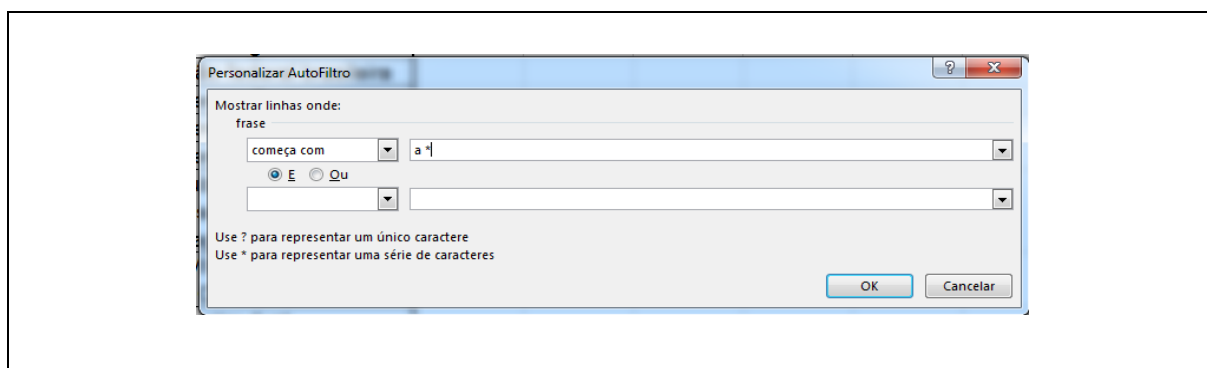 Personalizar AutoFiltro
Mostrar linhas onde:
frase
começa com a *
E Ou
Use ? para representar um único caractere
Use * para representar uma série de caracteres
OK Cancelar